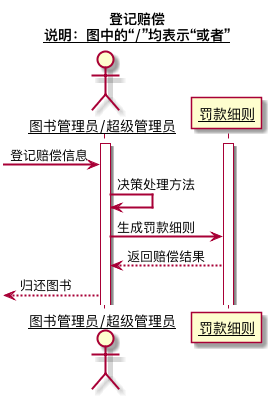 登记赔偿
说明：图中的“/”均表示“或者”
图书管理员/超级管理员
罚款细则
登记赔偿信息
决策处理方法
生成罚款细则
返回赔偿结果
归还图书
图书管理员/超级管理员
罚款细则